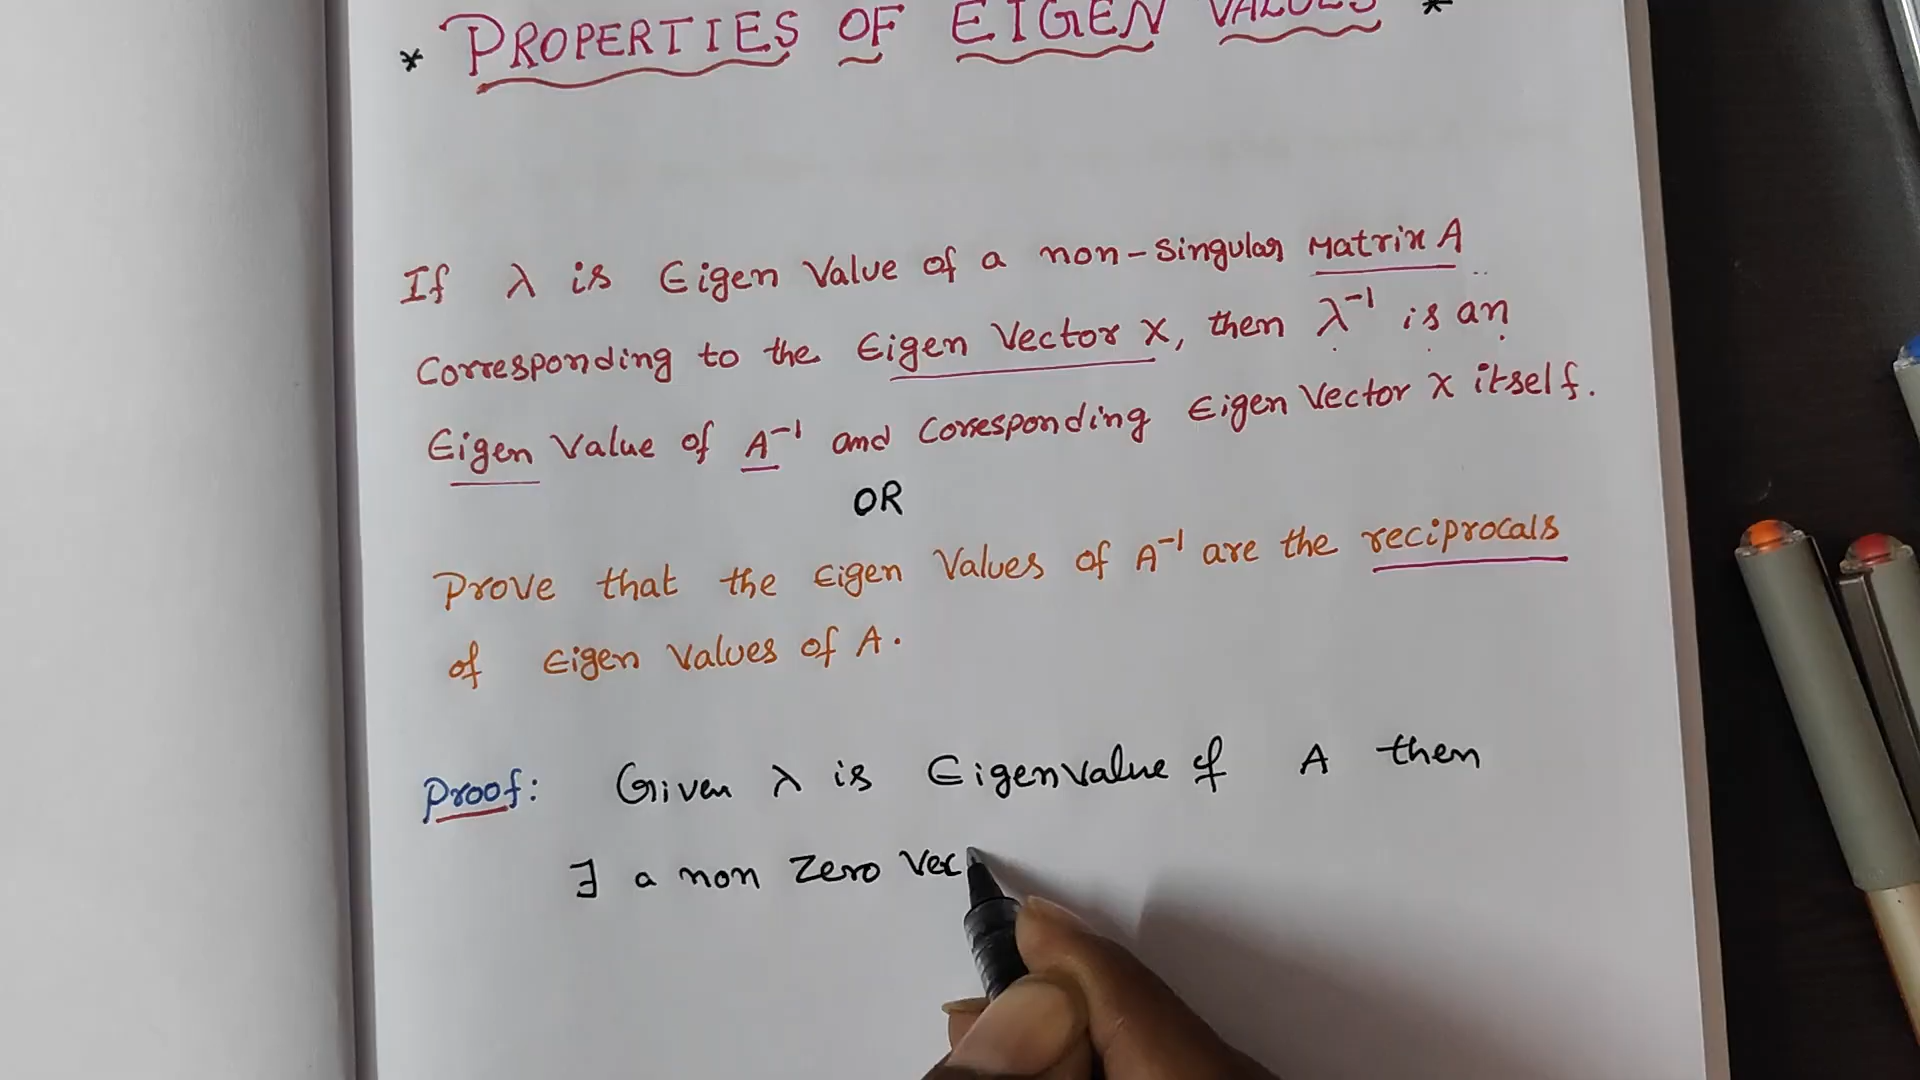 * PROPERTIES OF EIGEN VALUES *
If λ is Eigen Value of a non-singular Matrix A
Corresponding to the Eigen Vector X, then λ⁻¹ is an
Eigen Value of A⁻¹ and Corresponding Eigen Vector X itself.
OR
Prove that the Eigen Values of A⁻¹ are the reciprocals
of Eigen Values of A.
Proof: Given λ is Eigenvalue of A then
∃ a non zero Vec